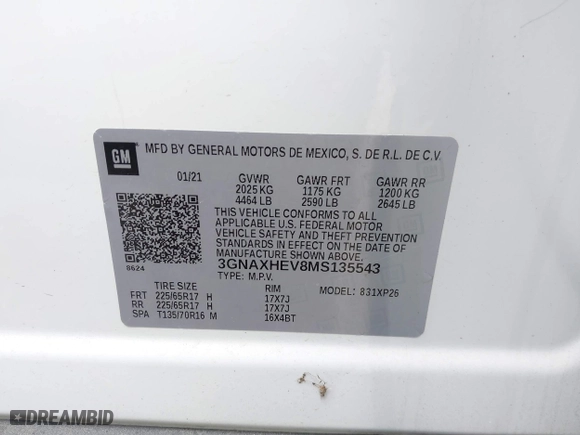 GM MFD BY GENERAL MOTORS DE MEXICO, S. DE R.L. DE C.V.
01/21 GVWR GAWR FRT GAWR RR
2025 KG 1175 KG 1200 KG
4464 LB 2590 LB 2645 LB
THIS VEHICLE CONFORMS TO ALL
APPLICABLE U.S. FEDERAL MOTOR
VEHICLE SAFETY AND THEFT
PREVENTION STANDARDS IN
EFFECT ON THE DATE OF
MANUFACTURE SHOWN ABOVE.
8624
3GNAXHEV8MS135543
TYPE: M.P.V.
TIRE SIZE RIM MODEL: 831XP26
FRT 225/65R17 H 17X7J
RR 225/65R17 H 17X7J
SPA T135/70R16 M 16X4BT
DREAMBID